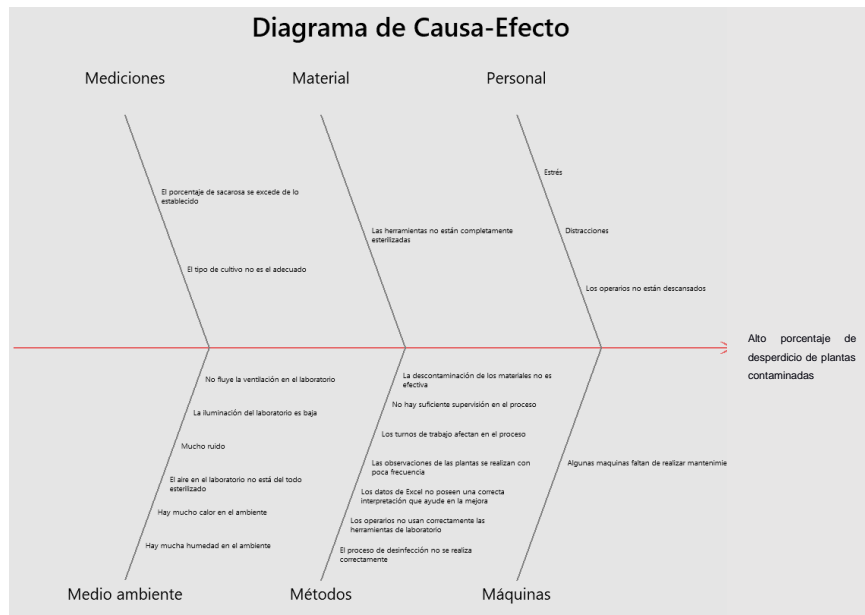 Diagrama de Causa-Efecto
Mediciones
Material
Personal
El porcentaje de sacarosa se excede de lo
establecido
El tipo de cultivo no es el adecuado
Las herramientas no están completamente
esterilizadas
Estrés
Distracciones
Los operarios no están descansados
Alto porcentaje de
desperdicio de plantas
contaminadas
No fluye la ventilación en el laboratorio
La iluminación del laboratorio es baja
Mucho ruido
El aire en el laboratorio no está del todo
esterilizado
Hay mucho calor en el ambiente
Hay mucha humedad en el ambiente
La descontaminación de los materiales no es
efectiva
No hay suficiente supervisión en el proceso
Los turnos de trabajo afectan en el proceso
Las observaciones de las plantas se realizan con
poca frecuencia
Los datos de Excel no poseen una correcta
interpretación que ayude en la mejora
Los operarios no usan correctamente las
herramientas de laboratorio
El proceso de desinfección no se realiza
correctamente
Algunas maquinas faltan de realizar mantenimie
Medio ambiente
Métodos
Máquinas